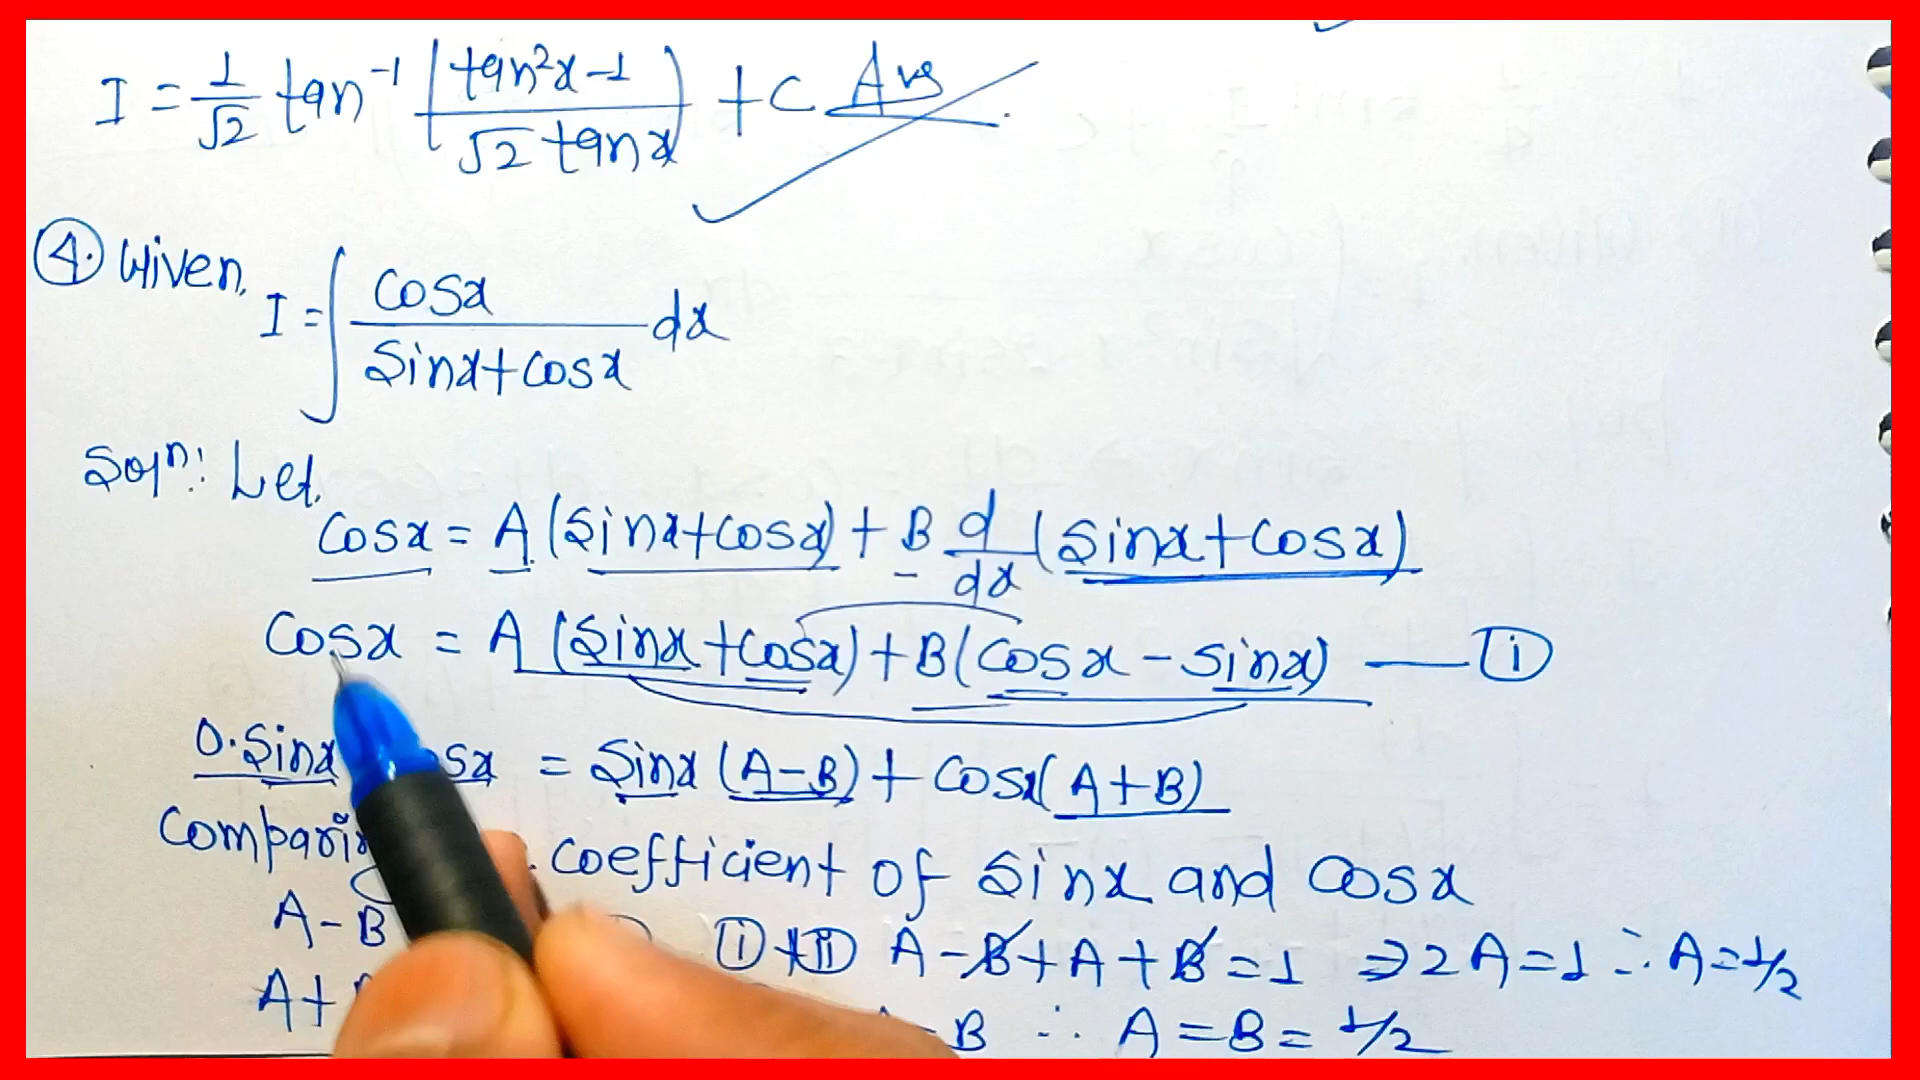 I = 1/√2 tan⁻¹ (tan²x-1 / √2 tanx) + C Ans
④. Given, I = ∫ cosx / sinx+cosx dx
Solⁿ: Let,
cosx = A (sinx+cosx) + B d/dx (sinx+cosx)
cosx = A (sinx+cosx) + B(cosx - sinx) — ⓘ
0.sinx = sinx (A-B) + cosx (A+B)
coefficient of sinx and cosx
A-B ⓘ+ⓘⓘ A-B+A+B=1 ⇒ 2A=1 ∴ A=1/2
A+ B ∴ A=B=1/2